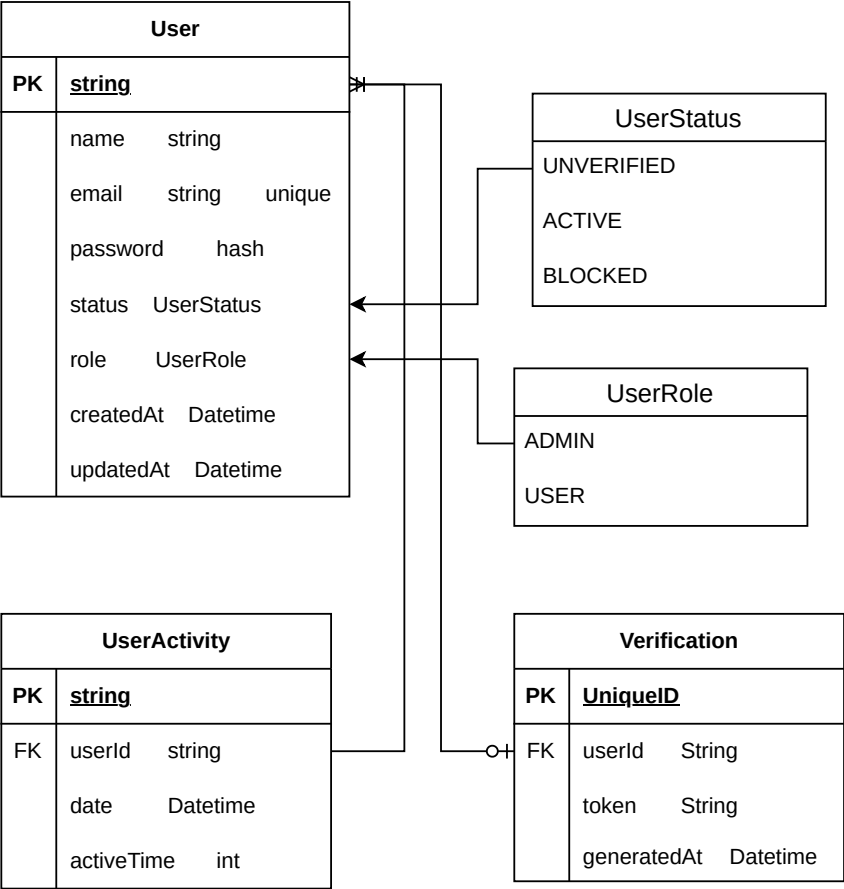 User
PK string
name string
email string unique
password hash
status UserStatus
role UserRole
createdAt Datetime
updatedAt Datetime
UserStatus
UNVERIFIED
ACTIVE
BLOCKED
UserRole
ADMIN
USER
UserActivity
PK string
FK userId string
date Datetime
activeTime int
Verification
PK UniqueID
FK userId String
token String
generatedAt Datetime